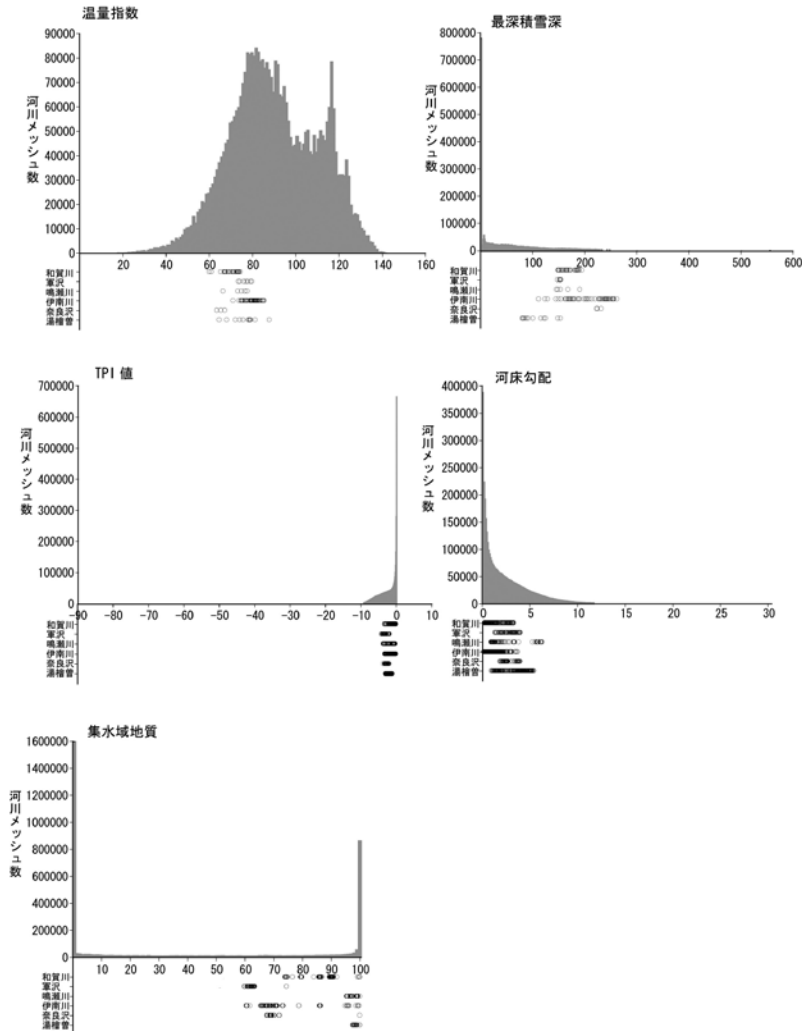 温量指数
河川メッシュ数
90000
80000
70000
60000
50000
40000
30000
20000
10000
0
20 40 60 80 100 120 140 160
和賀川
軍沢
鳴瀬川
伊南川
奈良沢
湯檜曽
最深積雪深
河川メッシュ数
800000
700000
600000
500000
400000
300000
200000
100000
0
0 100 200 300 400 500 600
和賀川
軍沢
鳴瀬川
伊南川
奈良沢
湯檜曽
TPI 値
河川メッシュ数
700000
600000
500000
400000
300000
200000
100000
0
-90 -80 -60 -40 -20 0 10
和賀川
軍沢
鳴瀬川
伊南川
奈良沢
湯檜曽
河床勾配
河川メッシュ数
400000
350000
300000
250000
200000
150000
100000
50000
0
0 5 10 15 20 25 30
和賀川
軍沢
鳴瀬川
伊南川
奈良沢
湯檜曽
集水域地質
河川メッシュ数
1600000
1400000
1200000
1000000
800000
600000
400000
200000
0
10 20 30 40 50 60 70 80 90 100
和賀川
軍沢
鳴瀬川
伊南川
奈良沢
湯檜曽